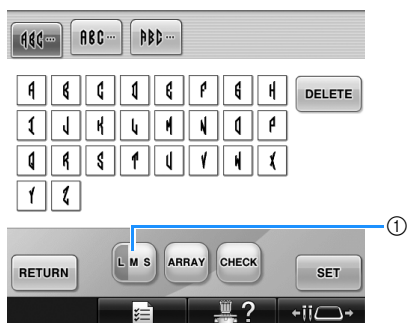 ABC… ABC… ABC…
A B C D E F G H DELETE
I J K L M N O P
Q R S T U V W X
Y Z
①
RETURN L M S ARRAY CHECK SET
?